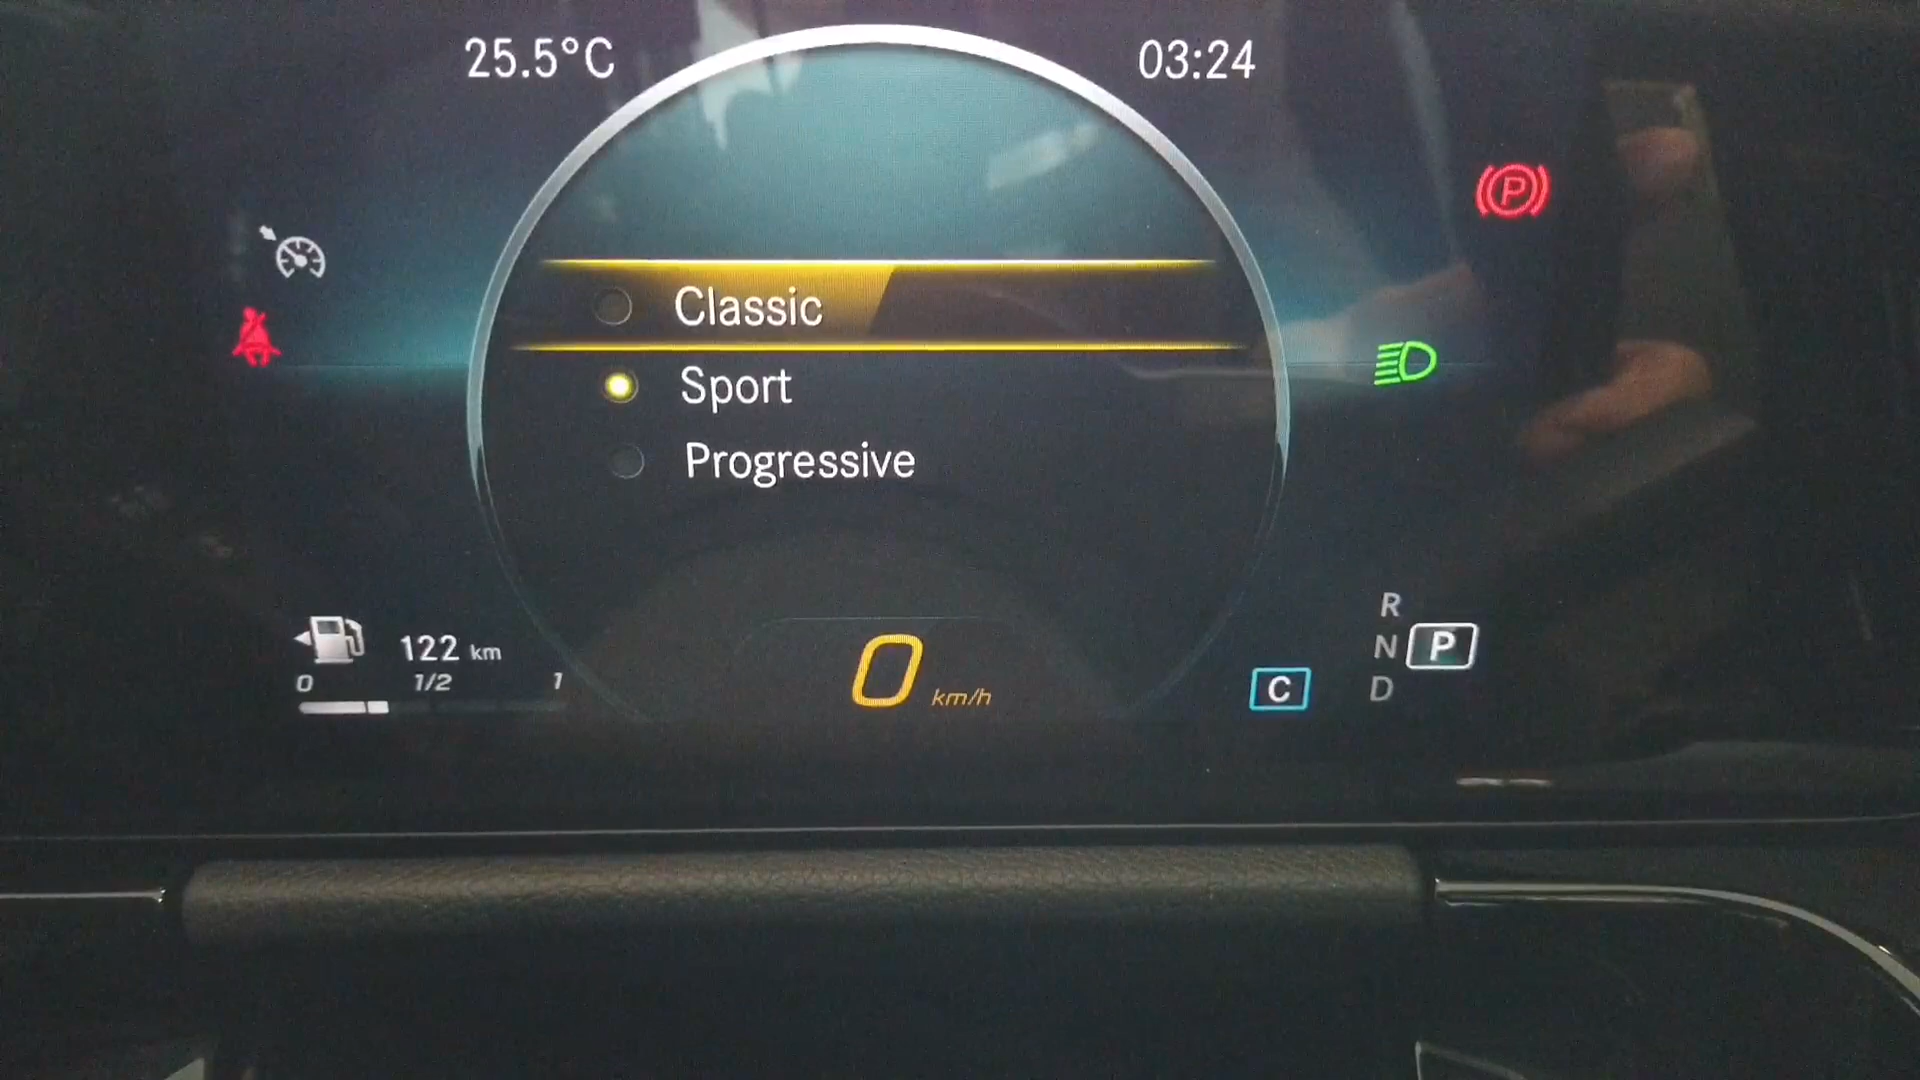 25.5°C
03:24
P
Classic
Sport
Progressive
R
122 km
N P
0 1/2 1
0 km/h
C
D